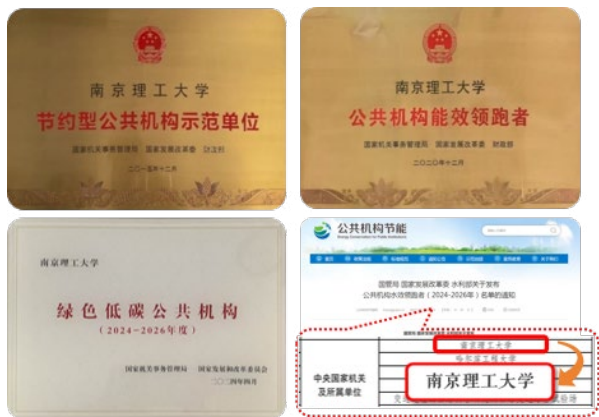 南京理工大学
节约型公共机构示范单位
国家机关事务管理局 国家发展改革委 财政部
二〇一五年十二月
南京理工大学
公共机构能效领跑者
国家机关事务管理局 国家发展改革委 财政部
二〇二〇年十二月
南京理工大学
绿色低碳公共机构
（2024-2026年度）
国家机关事务管理局 国家发展和改革委员会
二〇二四年四月
公共机构节能
国管局 国家发展改革委 水利部关于发布
公共机构水效领跑者（2024-2026年）名单的通知
南京理工大学
哈尔滨工程大学
中央国家机关
及所属单位
南京理工大学